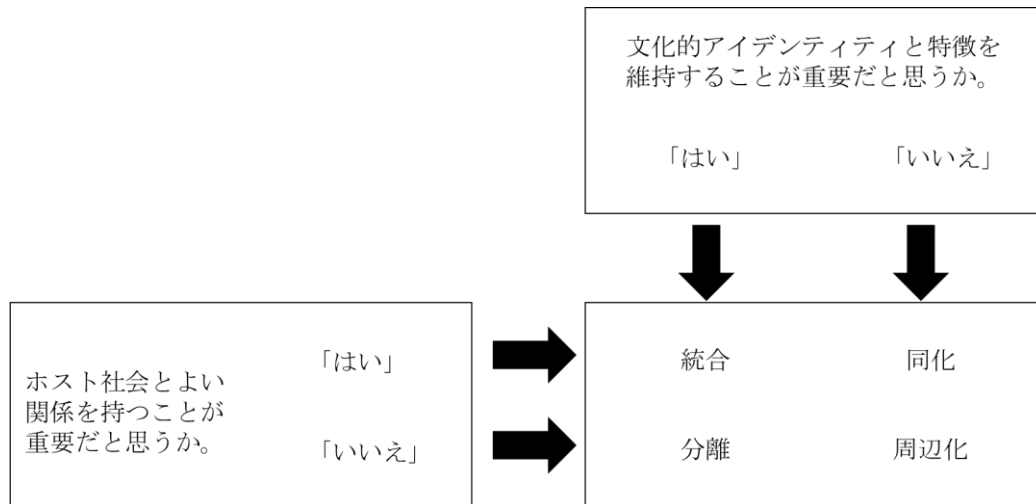 文化的アイデンティティと特徴を
維持することが重要だと思うか。
「はい」 「いいえ」
ホスト社会とよい
関係を持つことが
重要だと思うか。
「はい」
「いいえ」
統合 同化
分離 周辺化